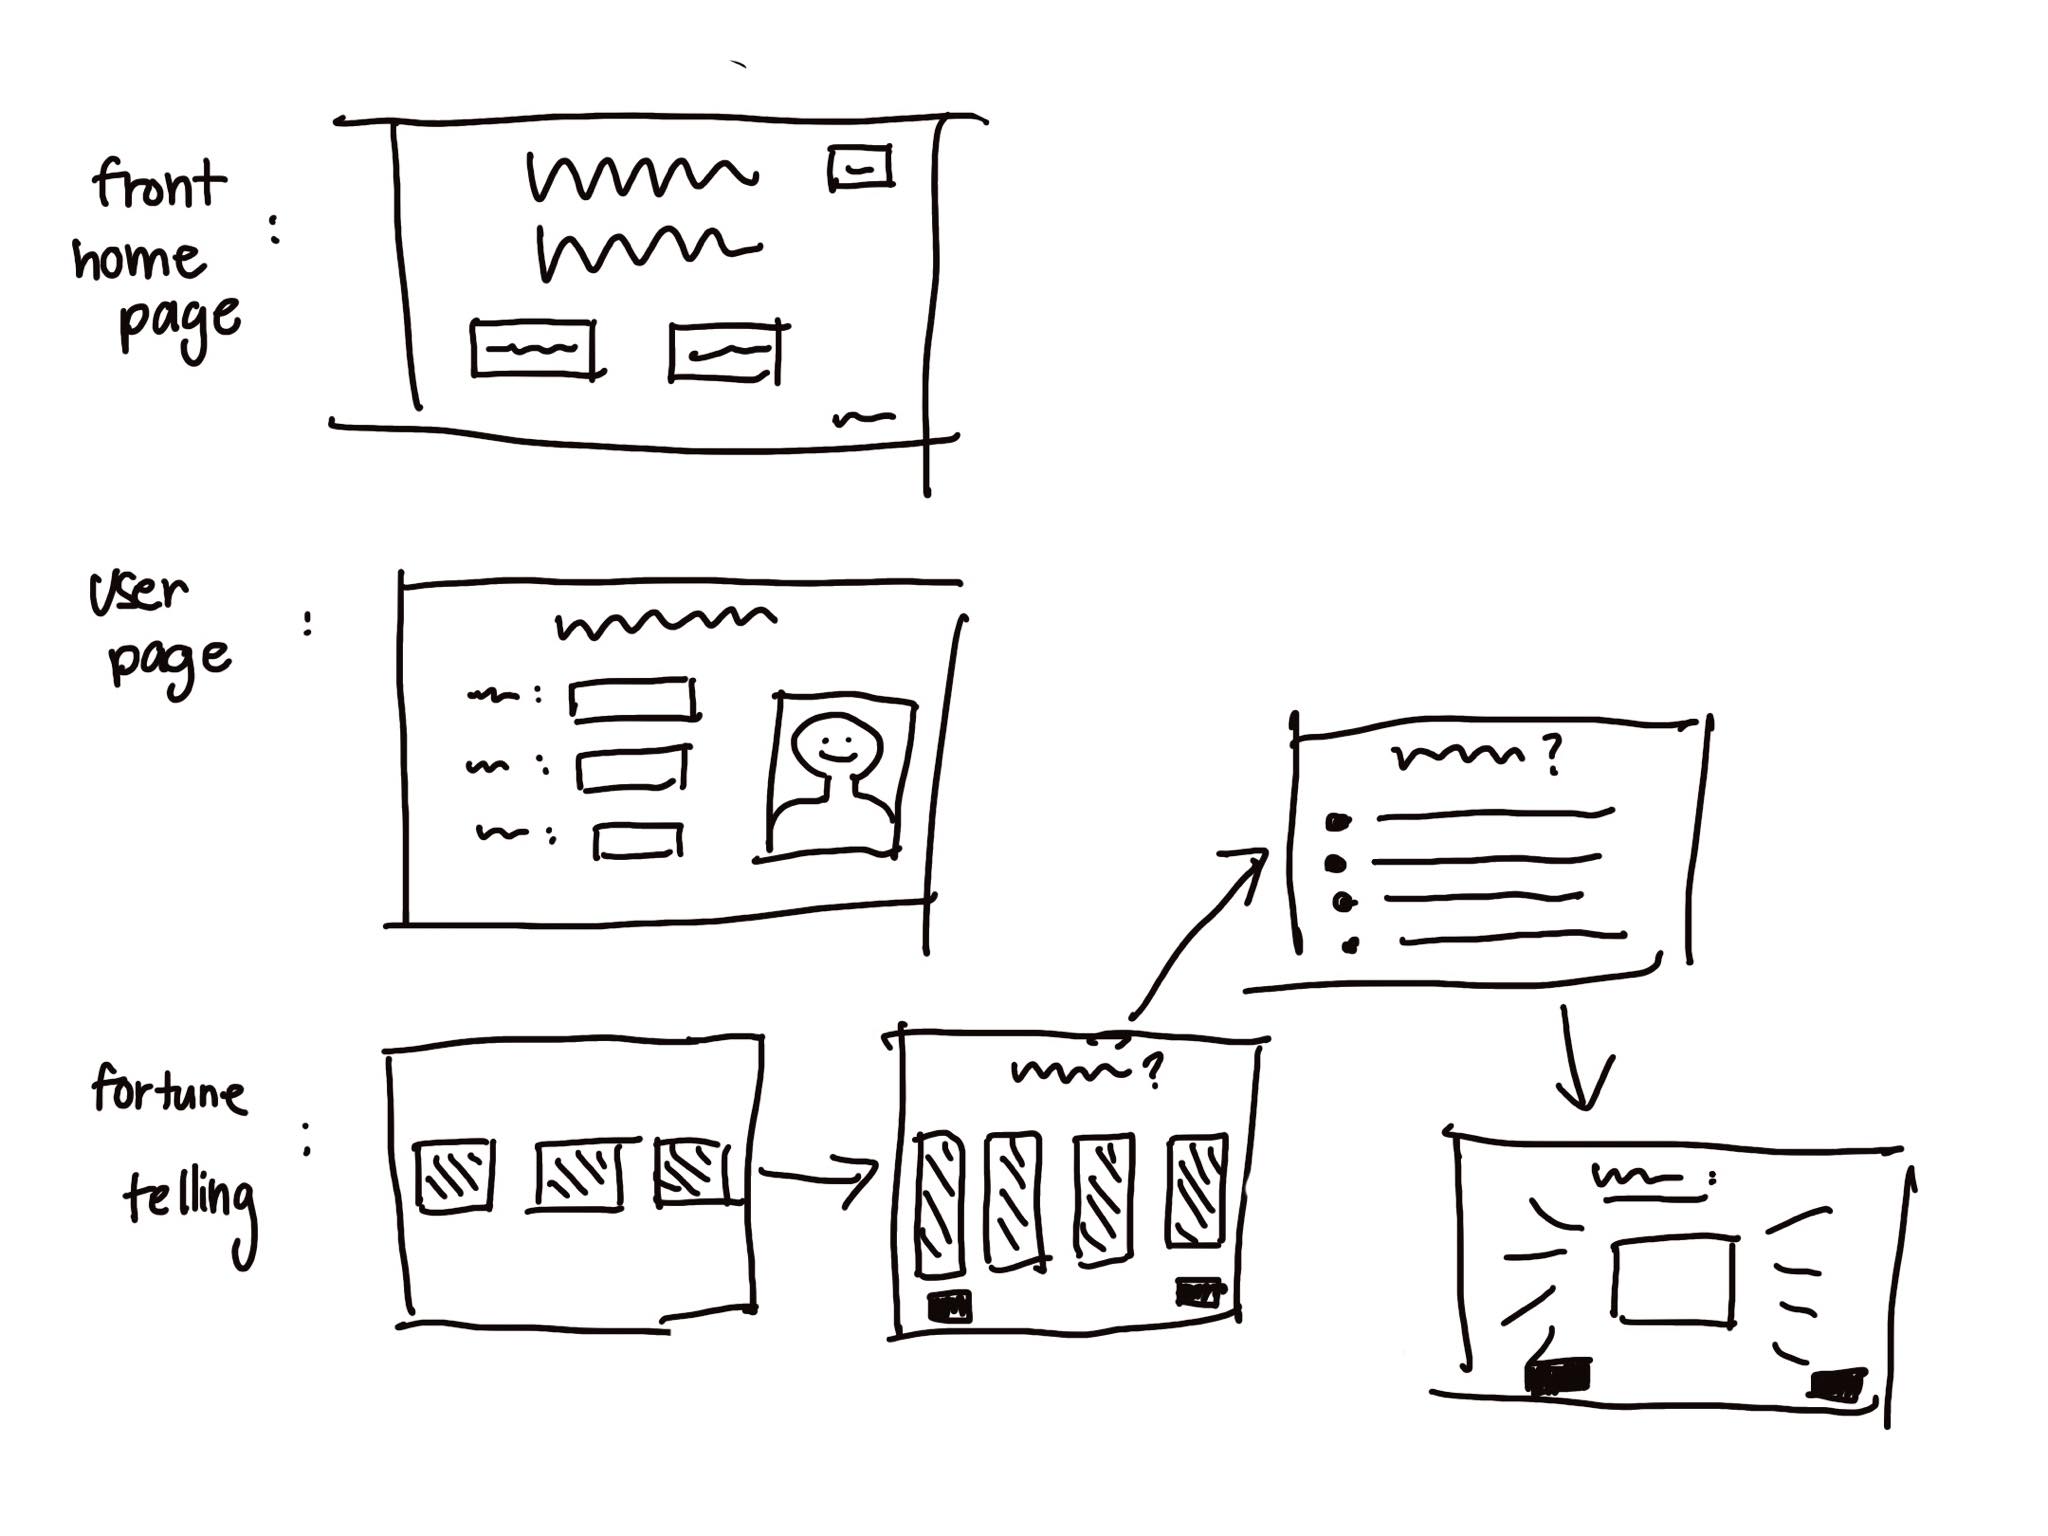 front
home :
page
user
page :
?
fortune
telling :
?
: